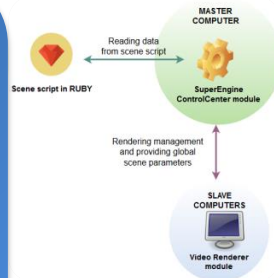 MASTER
COMPUTER
Reading data
from scene script
Scene script in RUBY
SuperEngine
ControlCenter module
Rendering management
and providing global
scene parameters
SLAVE
COMPUTERS
Video Renderer
module